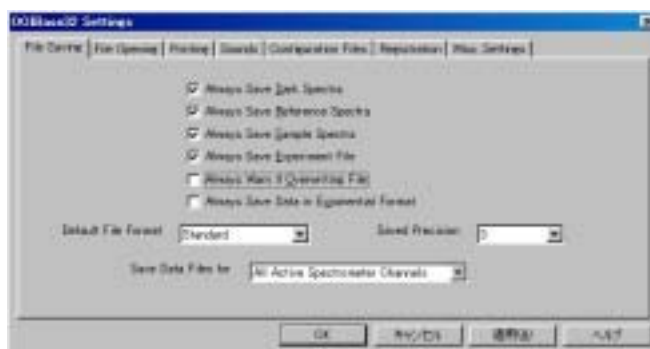 OOIBase32 Settings
File Saving File Opening Printing Sounds Configuration Files Registration Misc. Settings
Always Save Dark Spectra
Always Save Reference Spectra
Always Save Sample Spectra
Always Save Experiment File
Always Warn if Overwriting File
Always Save Data in Exponential Format
Default File Format Standard Saved Precision
Save Data Files for All Active Spectrometer Channels
OK キャンセル 適用(A) ヘルプ